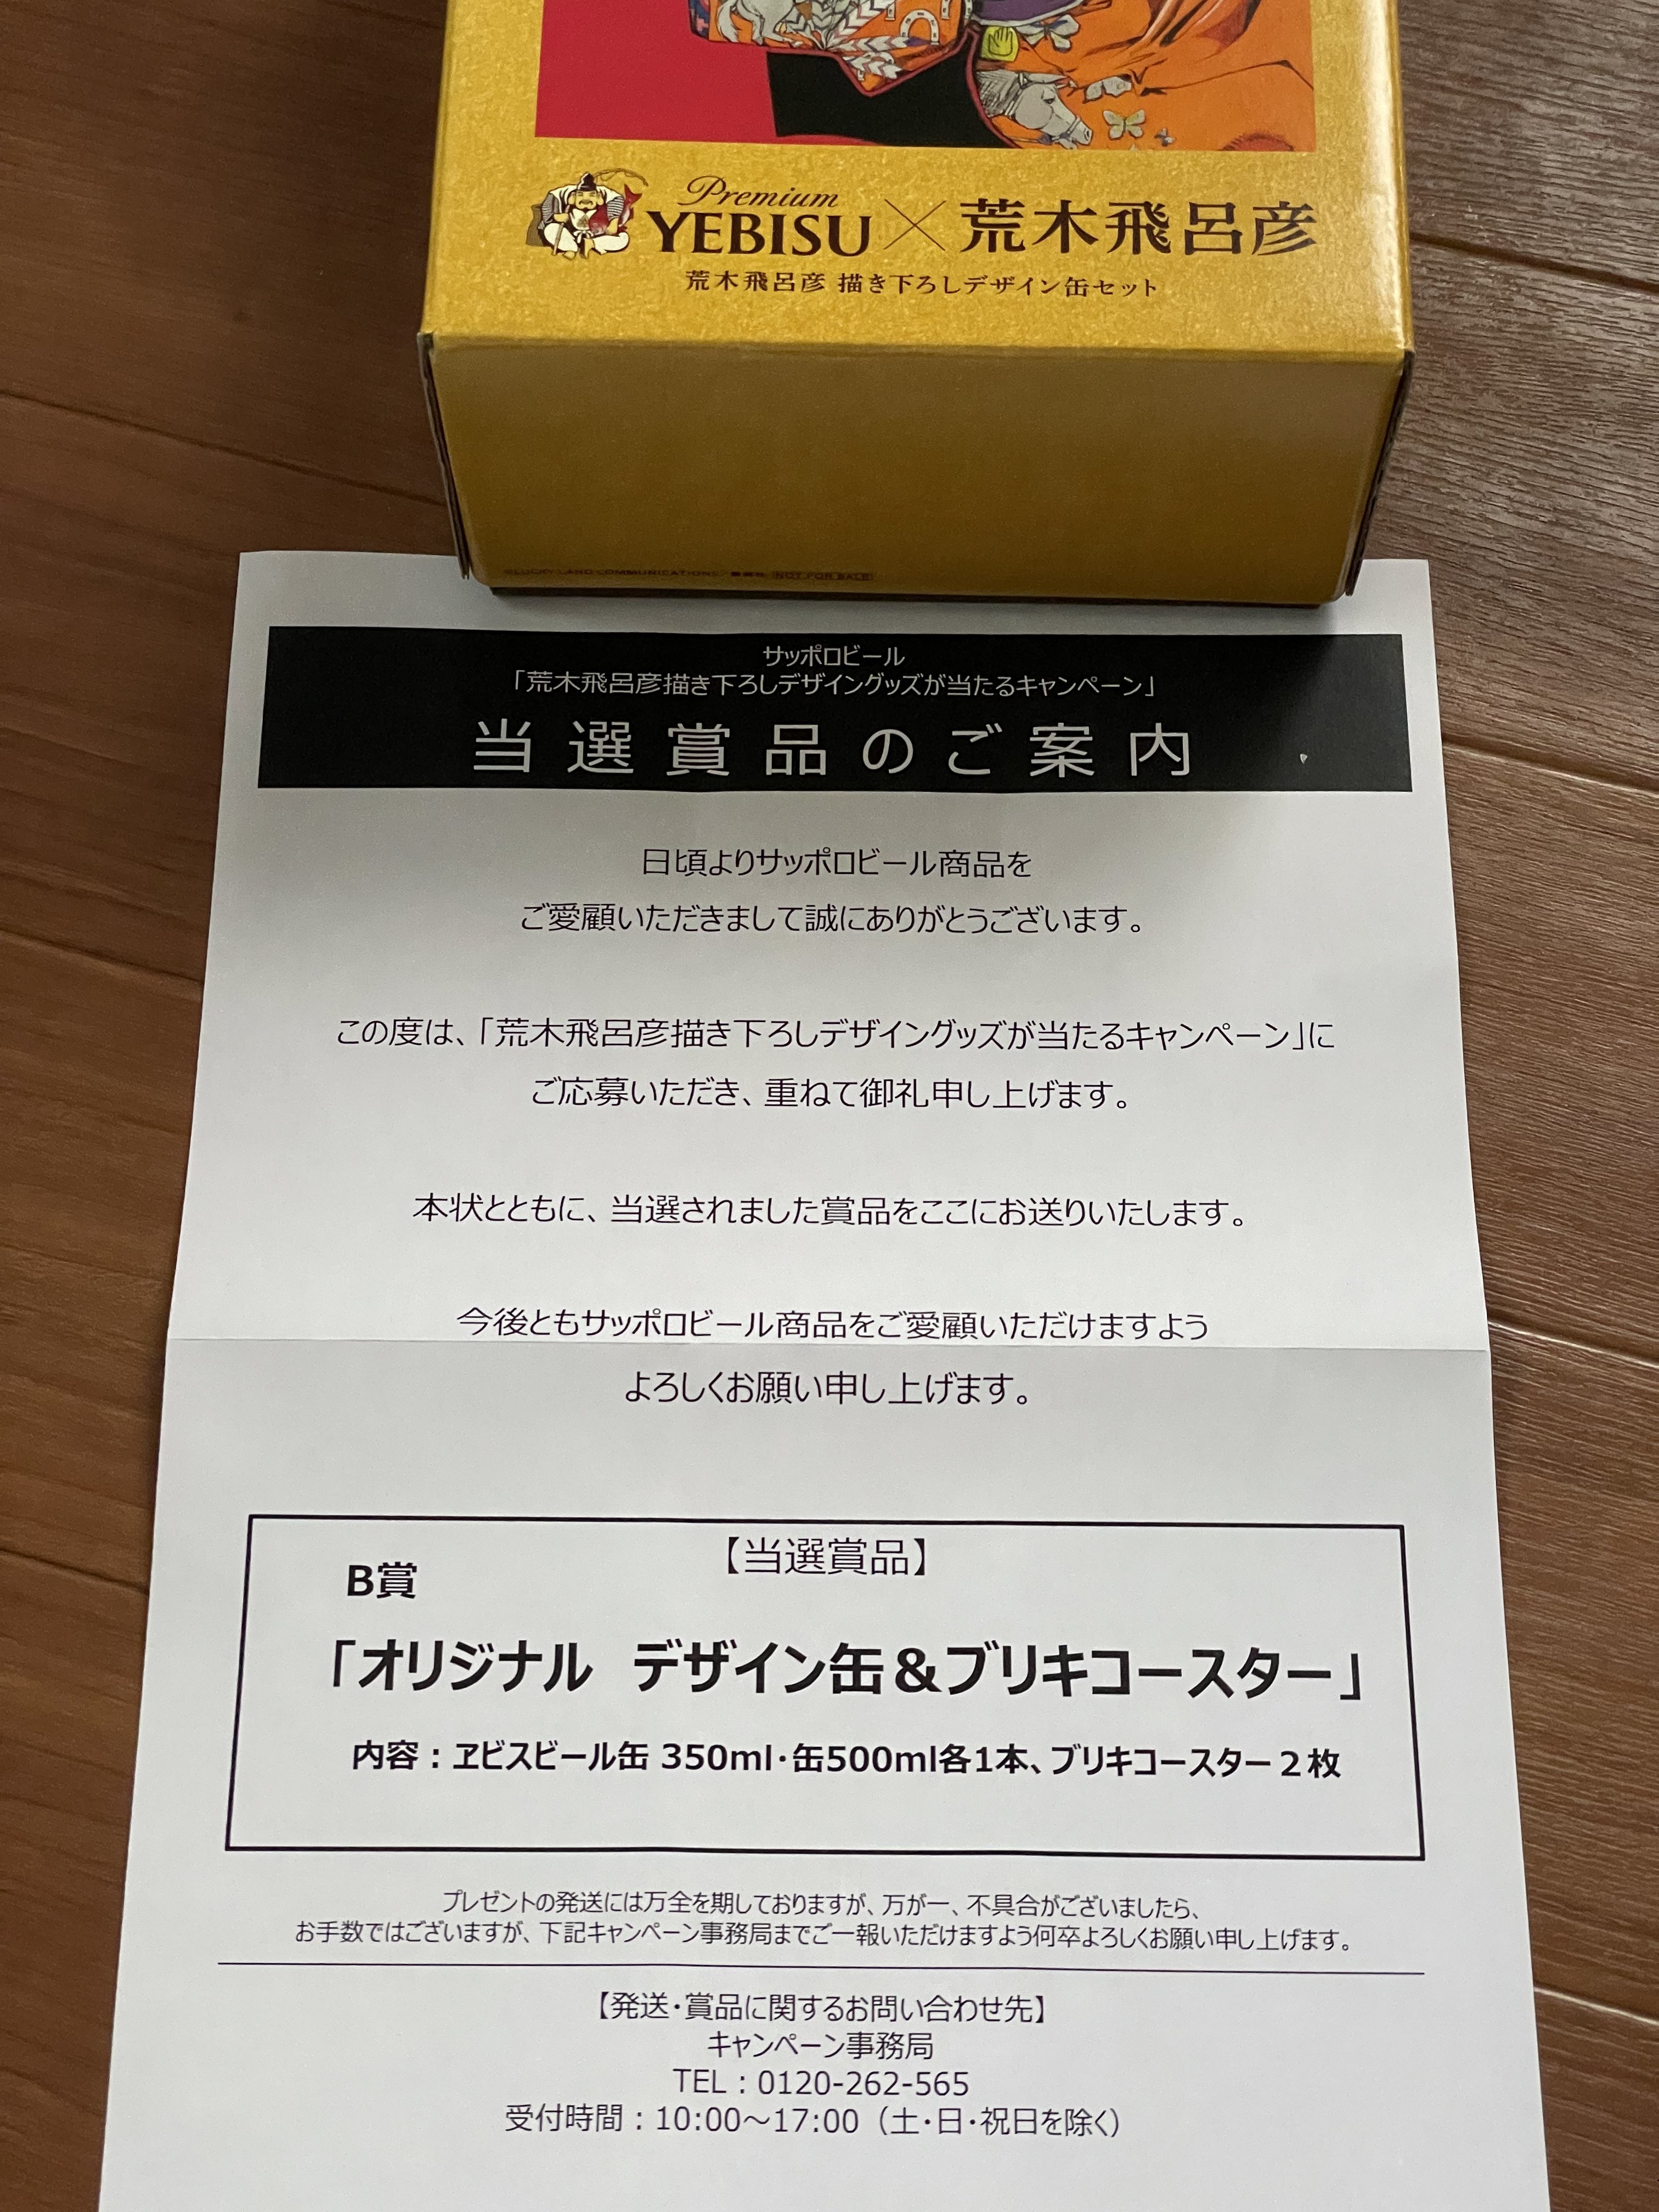 Premium
YEBISU×荒木飛呂彦
荒木飛呂彦 描き下ろしデザイン缶セット
©LUCKY LAND COMMUNICATIONS/集英社 NOT FOR SALE
サッポロビール
「荒木飛呂彦描き下ろしデザイングッズが当たるキャンペーン」
当選賞品のご案内
日頃よりサッポロビール商品を
ご愛顧いただきまして誠にありがとうございます。
この度は、「荒木飛呂彦描き下ろしデザイングッズが当たるキャンペーン」に
ご応募いただき、重ねて御礼申し上げます。
本状とともに、当選されました賞品をここにお送りいたします。
今後ともサッポロビール商品をご愛顧いただけますよう
よろしくお願い申し上げます。
【当選賞品】
B賞
「オリジナル デザイン缶&ブリキコースター」
内容：ヱビスビール缶 350ml・缶500ml各1本、ブリキコースター２枚
プレゼントの発送には万全を期しておりますが、万が一、不具合がございましたら、
お手数ではございますが、下記キャンペーン事務局までご一報いただけますよう何卒よろしくお願い申し上げます。
【発送・賞品に関するお問い合わせ先】
キャンペーン事務局
TEL：0120-262-565
受付時間：10:00～17:00（土・日・祝日を除く）